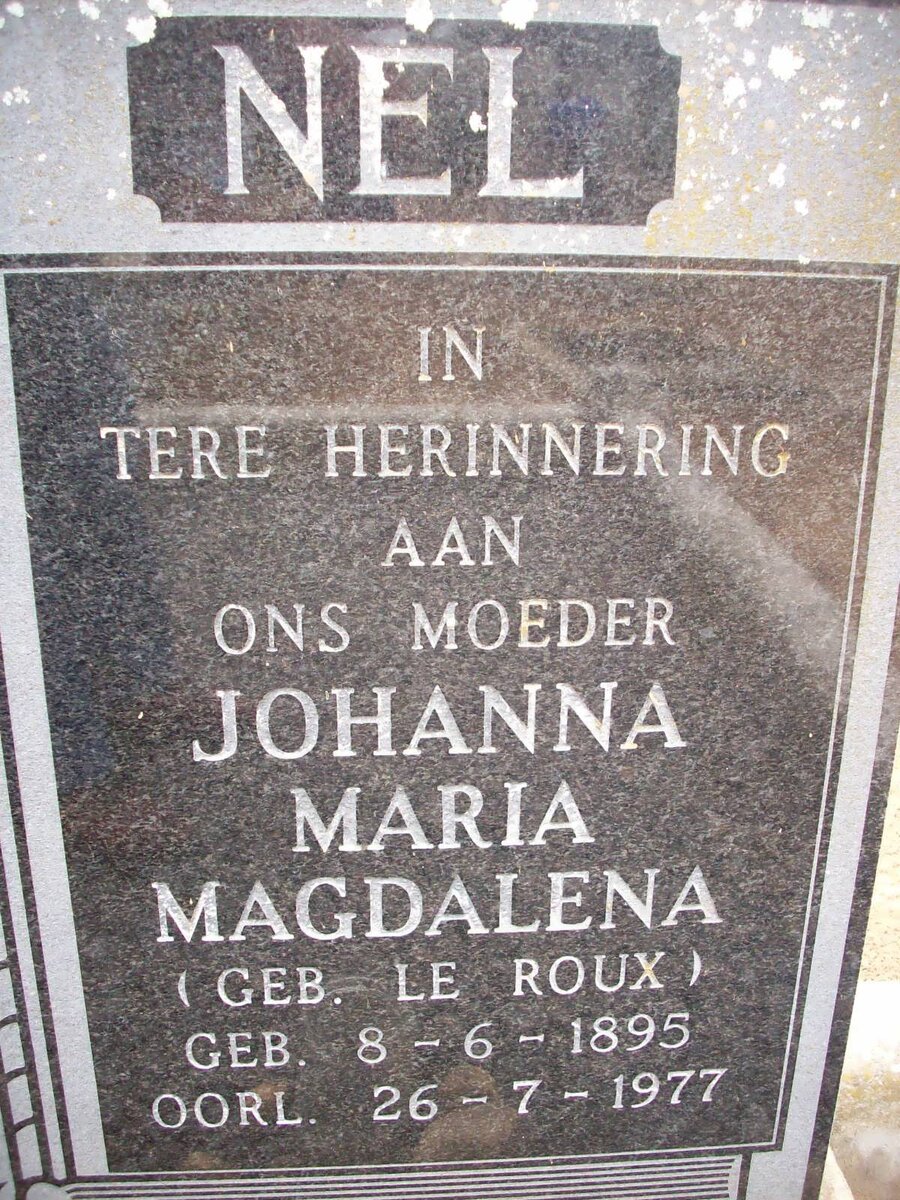 NEL
IN
TERE HERINNERING
AAN
ONS MOEDER
JOHANNA
MARIA
MAGDALENA
(GEB. LE ROUX)
GEB. 8-6-1895
OORL. 26-7-1977